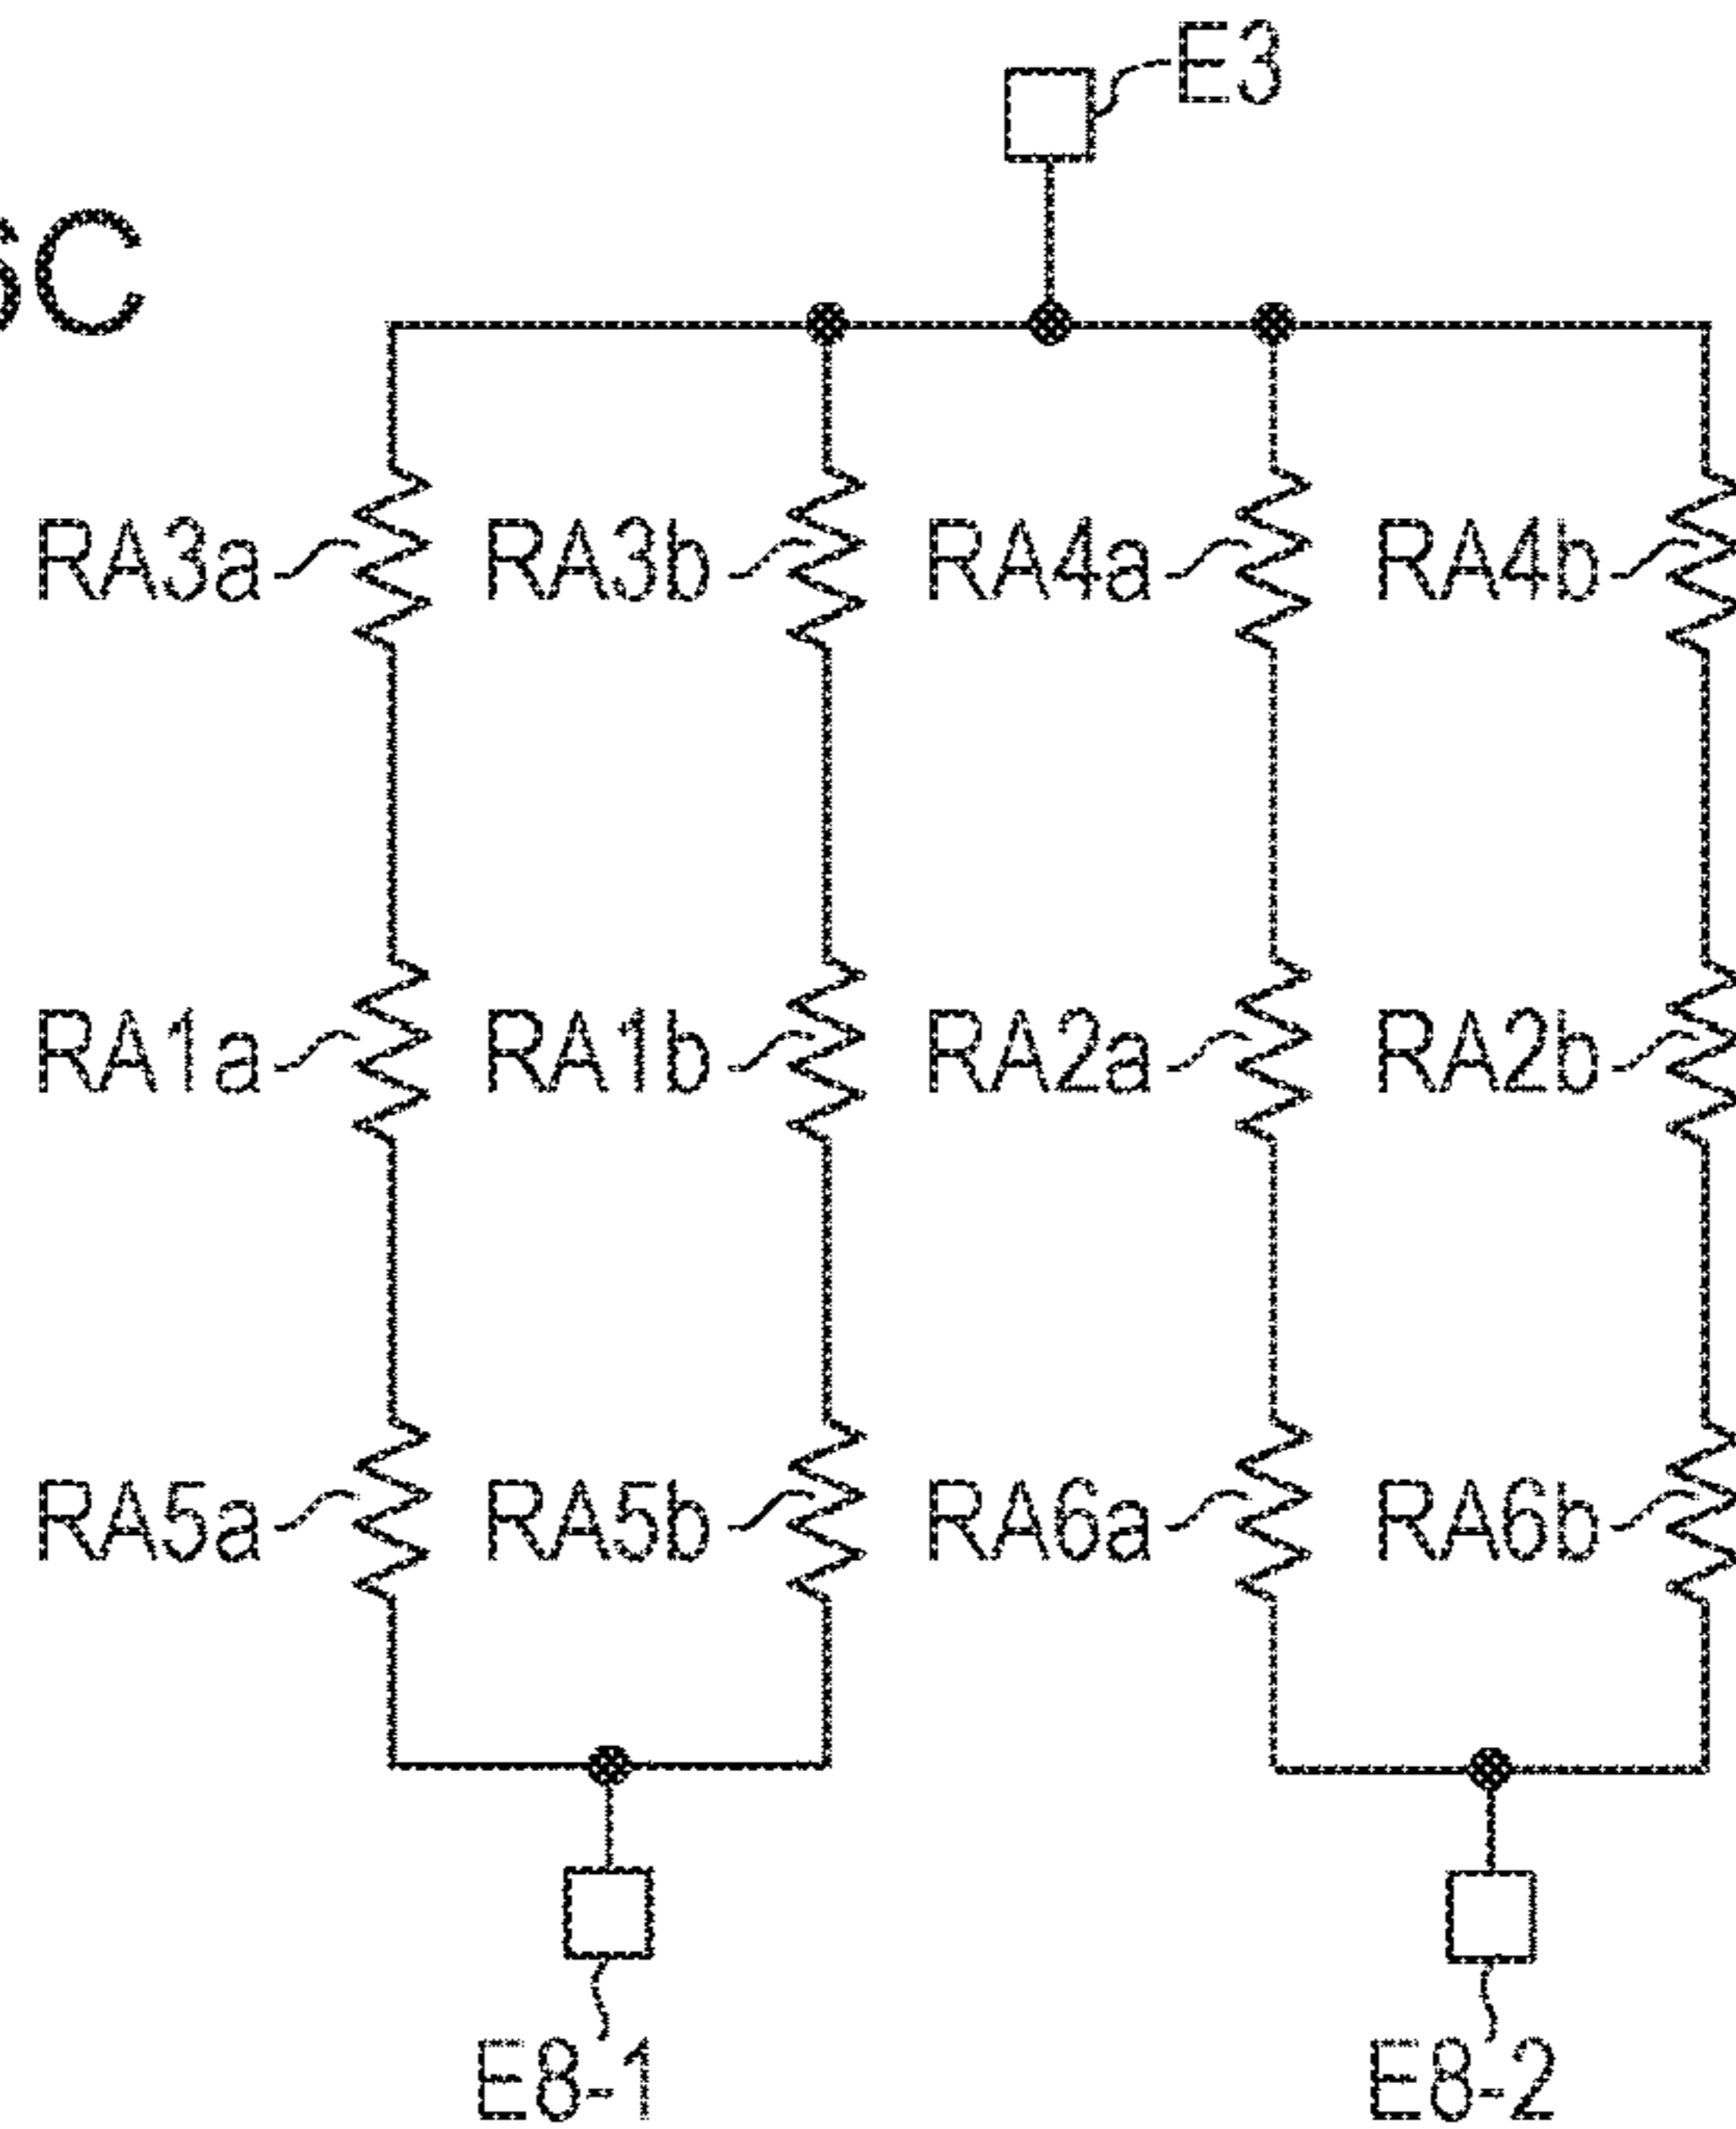 E3
6C
RA3a RA3b RA4a RA4b
RA1a RA1b RA2a RA2b
RA5a RA5b RA6a RA6b
E8-1 E8-2